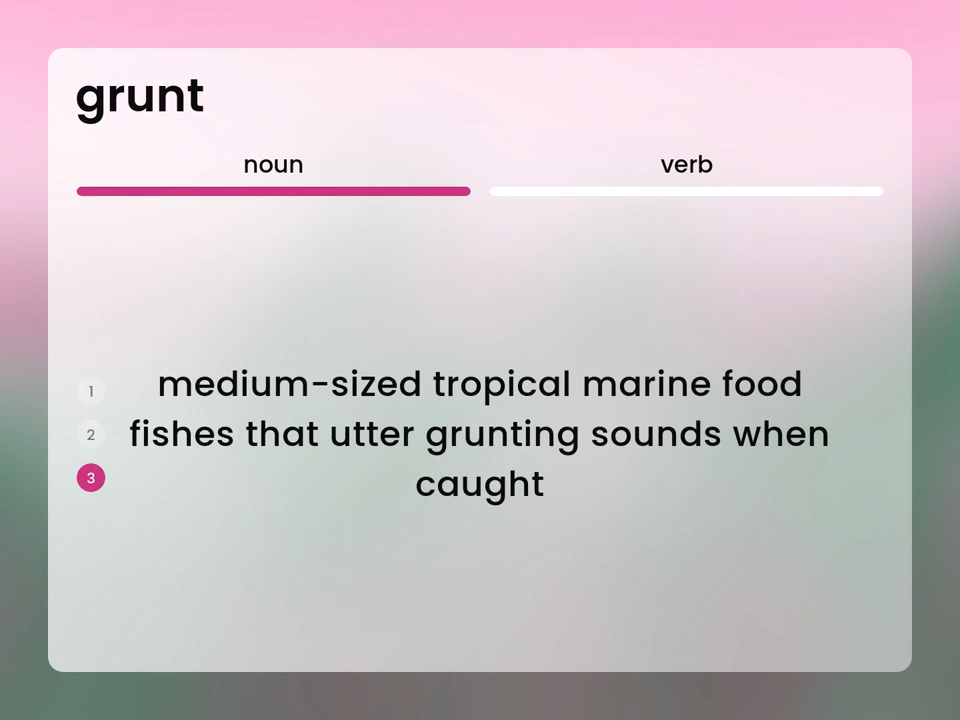 grunt
noun
verb
1
2
3
medium-sized tropical marine food
fishes that utter grunting sounds when
caught